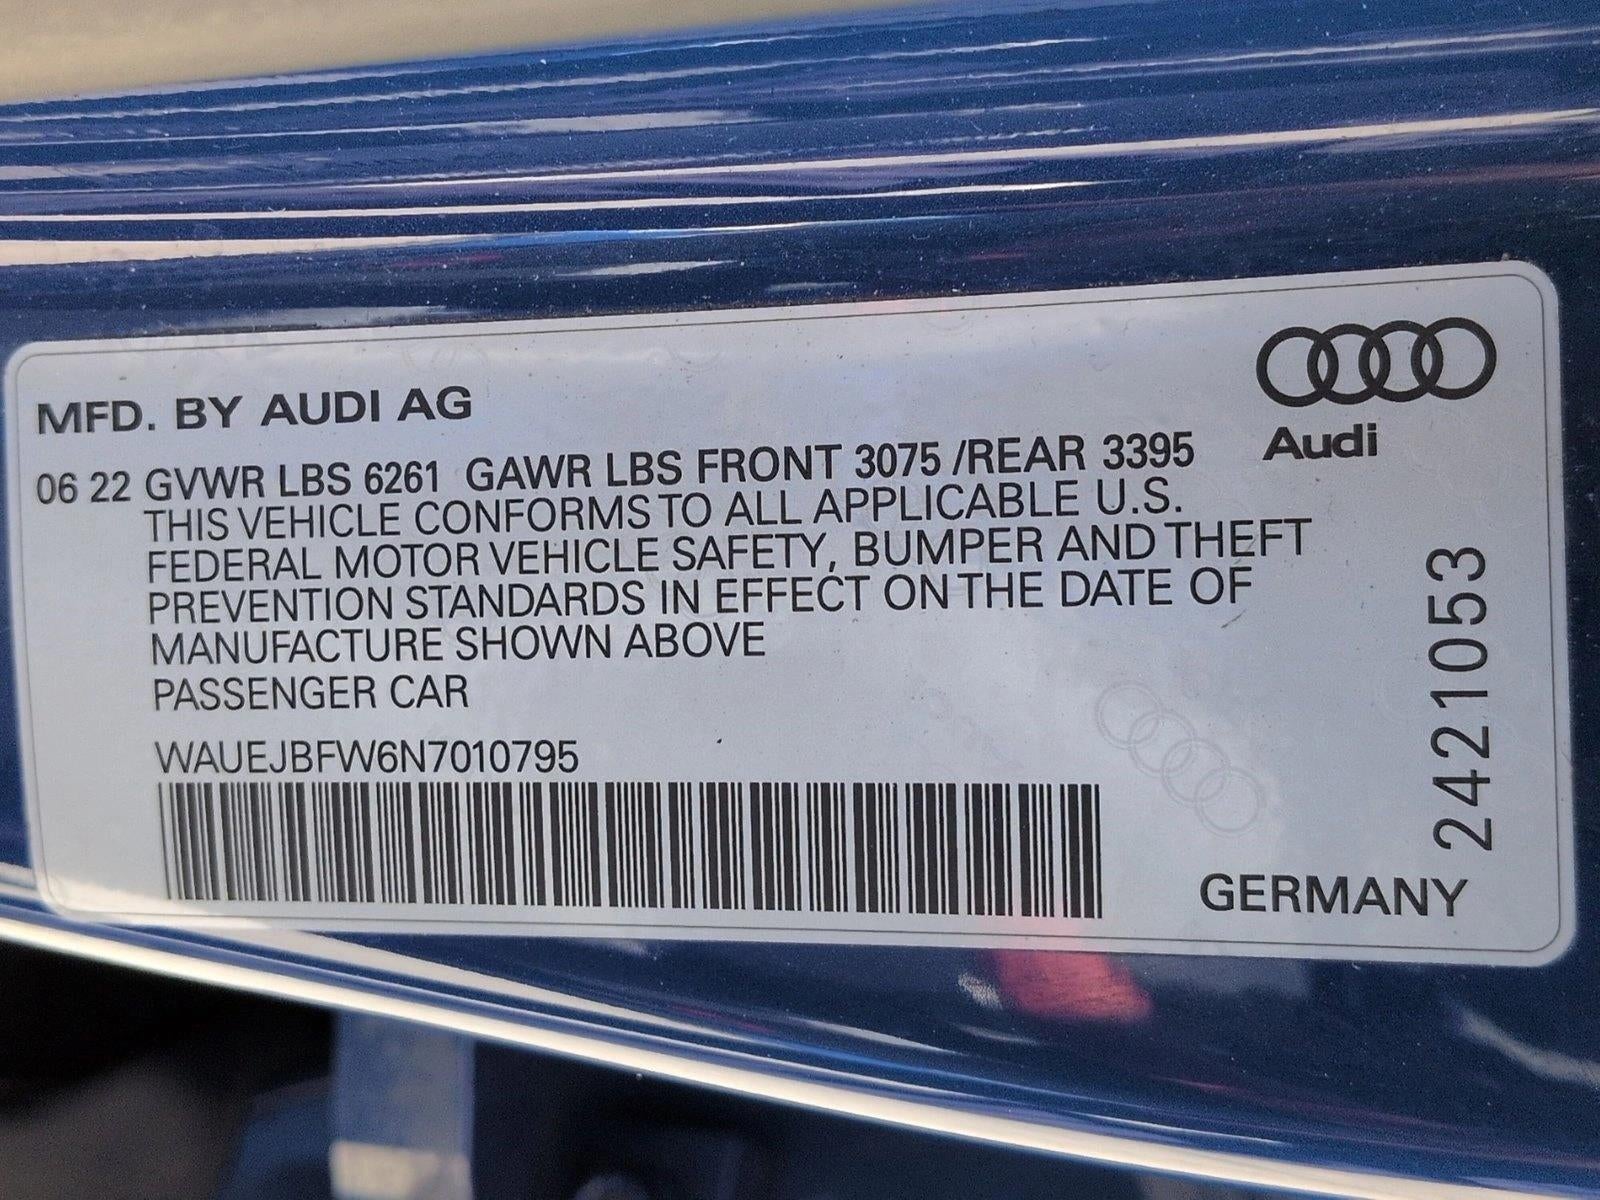 MFD. BY AUDI AG
Audi
06 22 GVWR LBS 6261 GAWR LBS FRONT 3075 /REAR 3395
THIS VEHICLE CONFORMS TO ALL APPLICABLE U.S.
FEDERAL MOTOR VEHICLE SAFETY, BUMPER AND THEFT
PREVENTION STANDARDS IN EFFECT ON THE DATE OF
MANUFACTURE SHOWN ABOVE
PASSENGER CAR
WAUEJBFW6N7010795
2421053
GERMANY